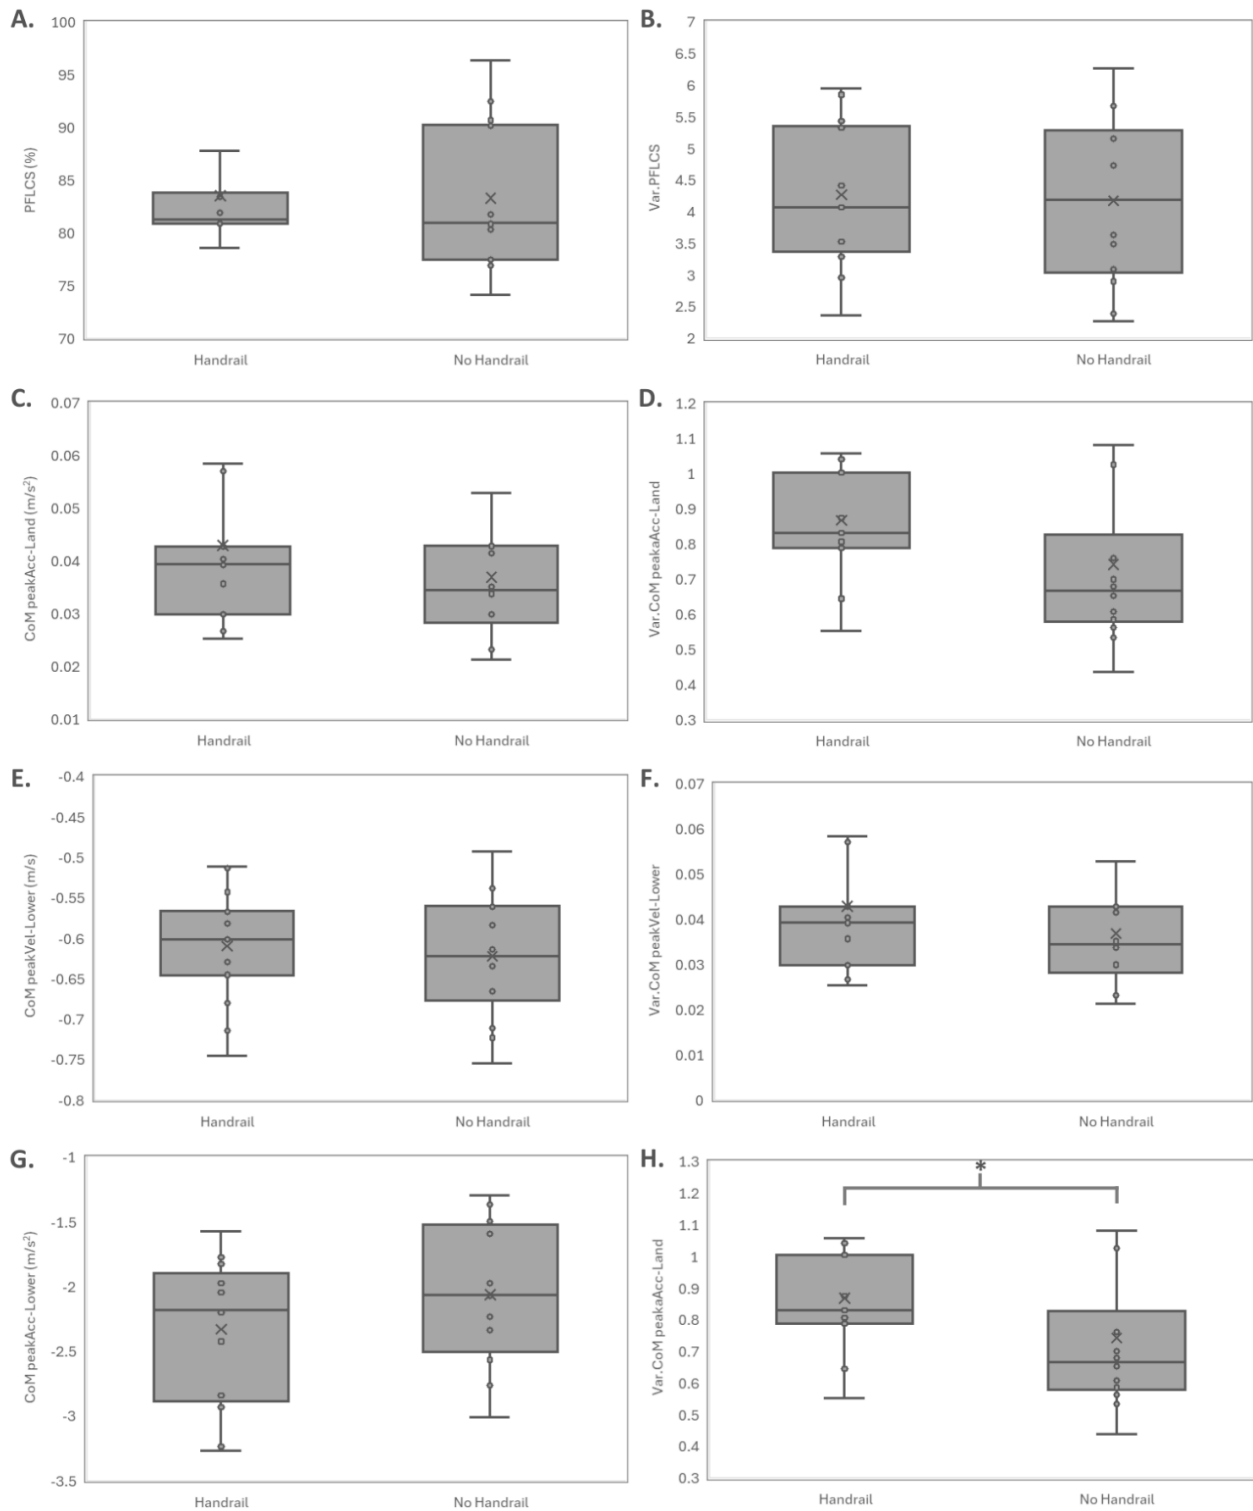 A.
100
95
90
85
80
75
70
PFLCS (%)
Handrail
No Handrail
B.
7
6.5
6
5.5
5
4.5
4
3.5
3
2.5
2
Var.PFLCS
Handrail
No Handrail
C.
0.07
0.06
0.05
0.04
0.03
0.02
0.01
CoM peakAcc-Land (m/s²)
Handrail
No Handrail
D.
1.2
1.1
1
0.9
0.8
0.7
0.6
0.5
0.4
0.3
Var.CoM peakaAcc-Land
Handrail
No Handrail
E.
-0.4
-0.45
-0.5
-0.55
-0.6
-0.65
-0.7
-0.75
-0.8
CoM peakVel-Lower (m/s)
Handrail
No Handrail
F.
0.07
0.06
0.05
0.04
0.03
0.02
0.01
0
Var.CoM peakVel-Lower
Handrail
No Handrail
G.
-1
-1.5
-2
-2.5
-3
-3.5
CoM peakAcc-Lower (m/s²)
Handrail
No Handrail
H.
1.3
1.2
1.1
1
0.9
0.8
0.7
0.6
0.5
0.4
0.3
Var.CoM peakaAcc-Land
*
Handrail
No Handrail